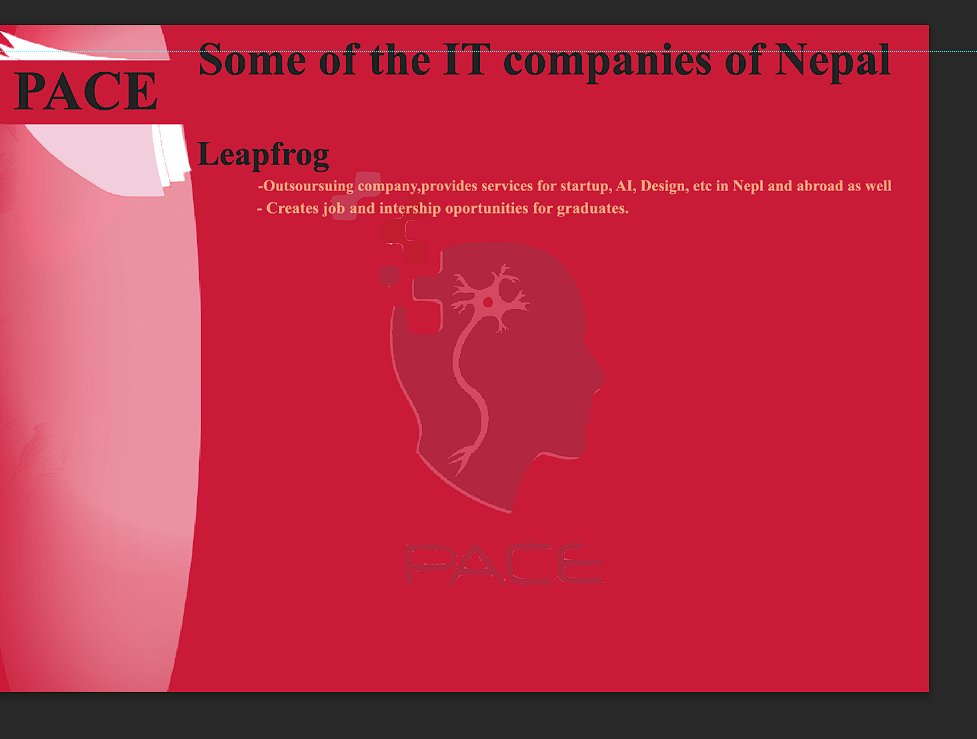 Some of the IT companies of Nepal
PACE
Leapfrog
-Outsoursuing company,provides services for startup, AI, Design, etc in Nepl and abroad as well
- Creates job and intership oportunities for graduates.
PACE